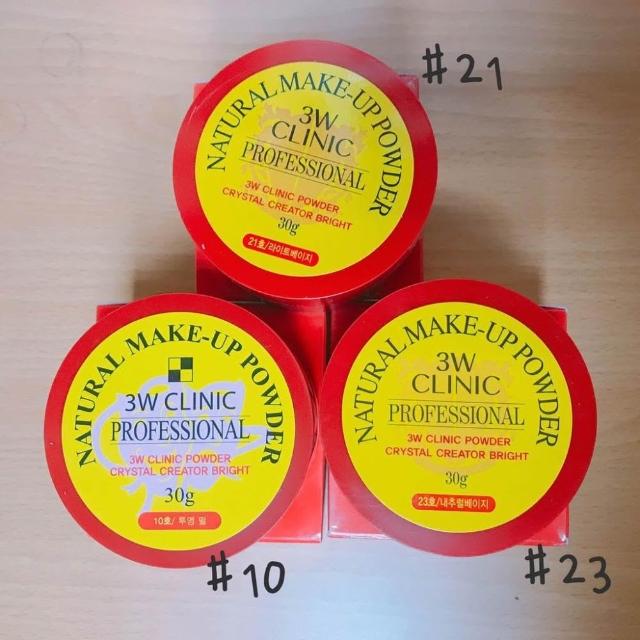 #21
NATURAL MAKE-UP POWDER
3W
CLINIC
PROFESSIONAL
3W CLINIC POWDER
CRYSTAL CREATOR BRIGHT
30g
21호/라이트베이지
NATURAL MAKE-UP POWDER
3W CLINIC
PROFESSIONAL
3W CLINIC POWDER
CRYSTAL CREATOR BRIGHT
30g
10호/ 투명 펄
#10
NATURAL MAKE-UP POWDER
3W
CLINIC
PROFESSIONAL
3W CLINIC POWDER
CRYSTAL CREATOR BRIGHT
30g
23호/내추럴베이지
#23